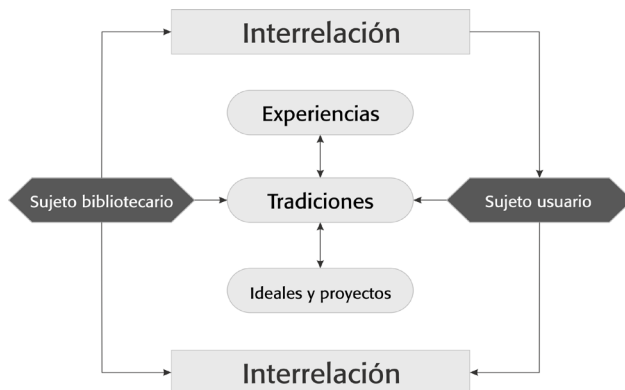 Interrelación
Experiencias
Sujeto bibliotecario
Tradiciones
Sujeto usuario
Ideales y proyectos
Interrelación